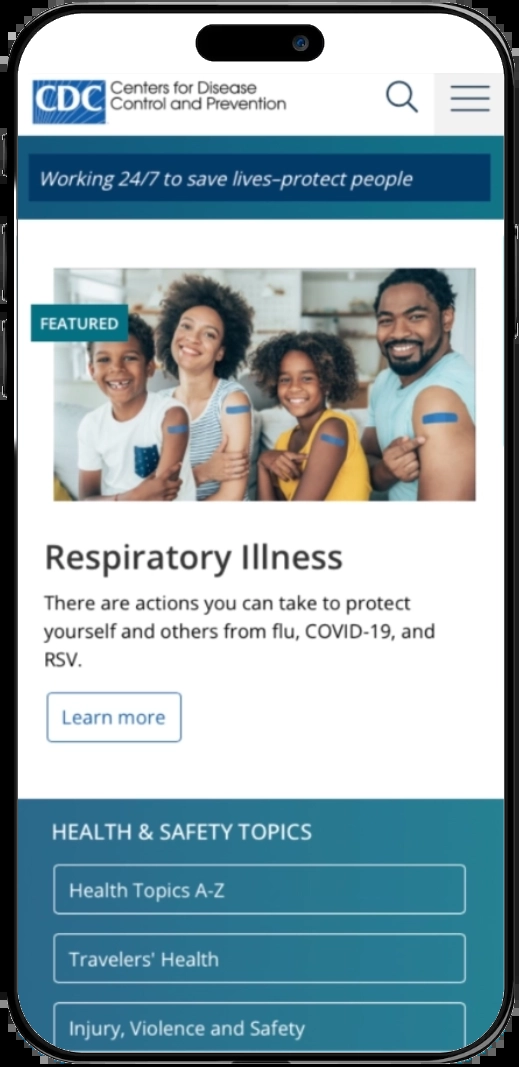 CDC
Centers for Disease
Control and Prevention
Working 24/7 to save lives–protect people
FEATURED
Respiratory Illness
There are actions you can take to protect
yourself and others from flu, COVID-19, and
RSV.
Learn more
HEALTH & SAFETY TOPICS
Health Topics A-Z
Travelers' Health
Injury, Violence and Safety